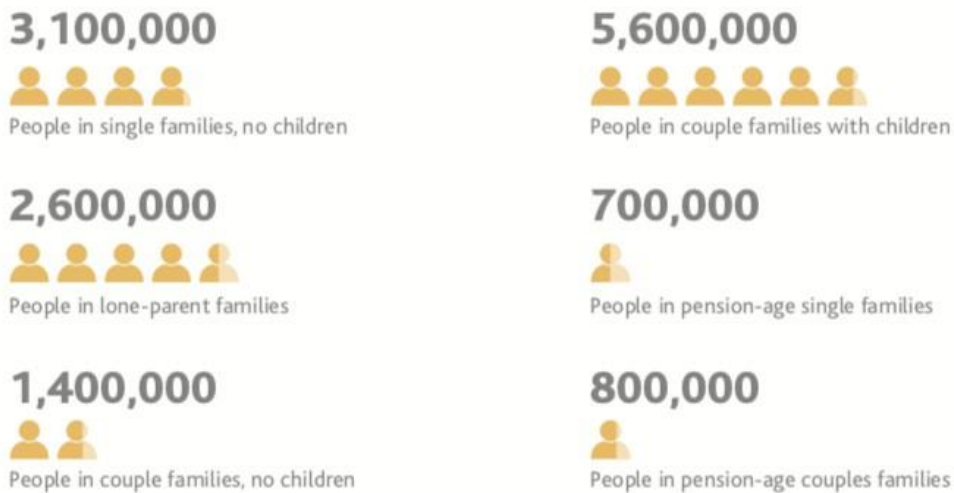 3,100,000
People in single families, no children
5,600,000
People in couple families with children
2,600,000
People in lone-parent families
700,000
People in pension-age single families
1,400,000
People in couple families, no children
800,000
People in pension-age couples families